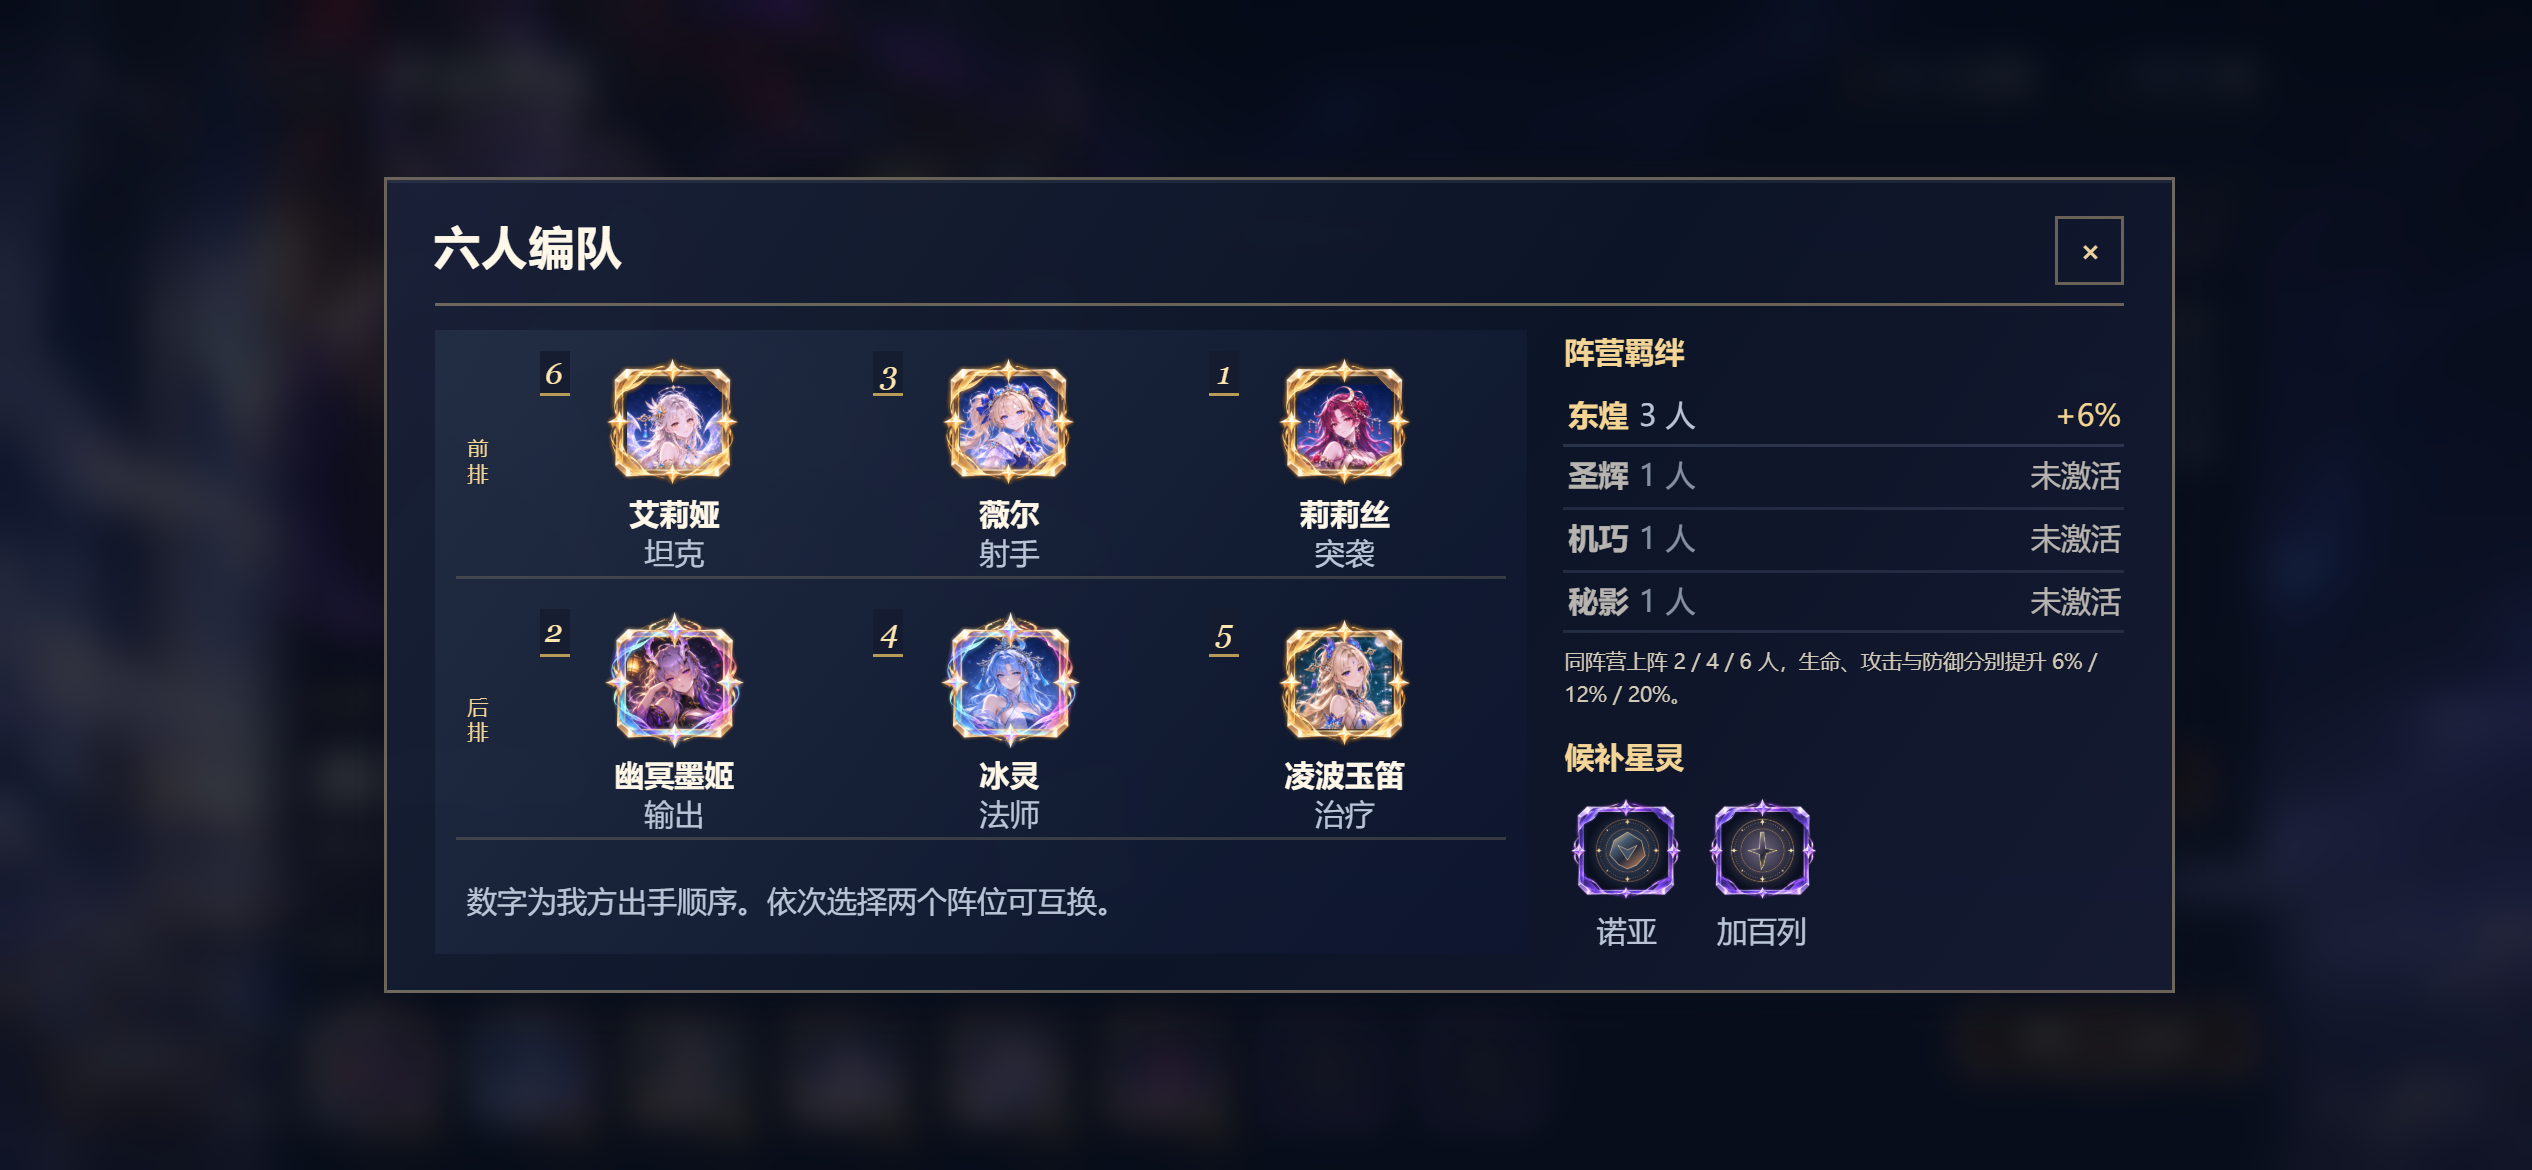 六人编队
×
前排
6
艾莉娅
坦克
3
薇尔
射手
1
莉莉丝
突袭
后排
2
幽冥墨姬
输出
4
冰灵
法师
5
凌波玉笛
治疗
数字为我方出手顺序。依次选择两个阵位可互换。
阵营羁绊
东煌 3 人 +6%
圣辉 1 人 未激活
机巧 1 人 未激活
秘影 1 人 未激活
同阵营上阵 2 / 4 / 6 人，生命、攻击与防御分别提升 6% /
12% / 20%。
候补星灵
诺亚
加百列